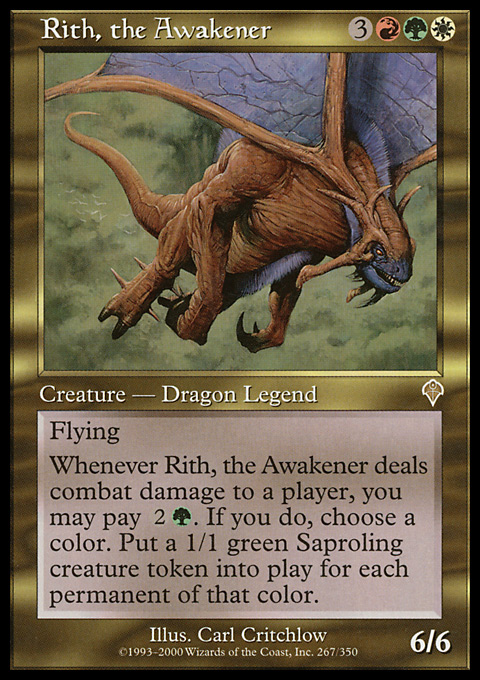 Rith, the Awakener 3
Creature — Dragon Legend
Flying
Whenever Rith, the Awakener deals
combat damage to a player, you
may pay 2 . If you do, choose a
color. Put a 1/1 green Saproling
creature token into play for each
permanent of that color.
Illus. Carl Critchlow
©1993-2000 Wizards of the Coast, Inc. 267/350
6/6